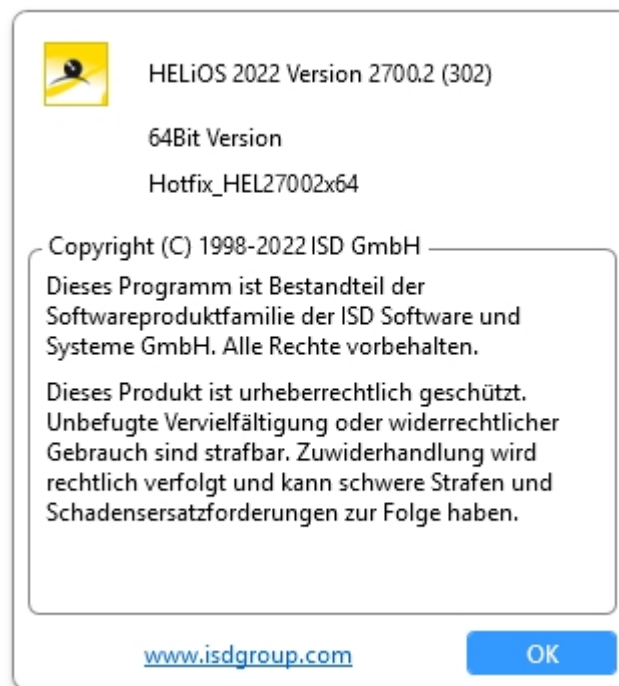 HELiOS 2022 Version 2700.2 (302)
64Bit Version
Hotfix_HEL27002x64
Copyright (C) 1998-2022 ISD GmbH
Dieses Programm ist Bestandteil der
Softwareproduktfamilie der ISD Software und
Systeme GmbH. Alle Rechte vorbehalten.
Dieses Produkt ist urheberrechtlich geschützt.
Unbefugte Vervielfältigung oder widerrechtlicher
Gebrauch sind strafbar. Zuwiderhandlung wird
rechtlich verfolgt und kann schwere Strafen und
Schadensersatzforderungen zur Folge haben.
www.isdgroup.com
OK